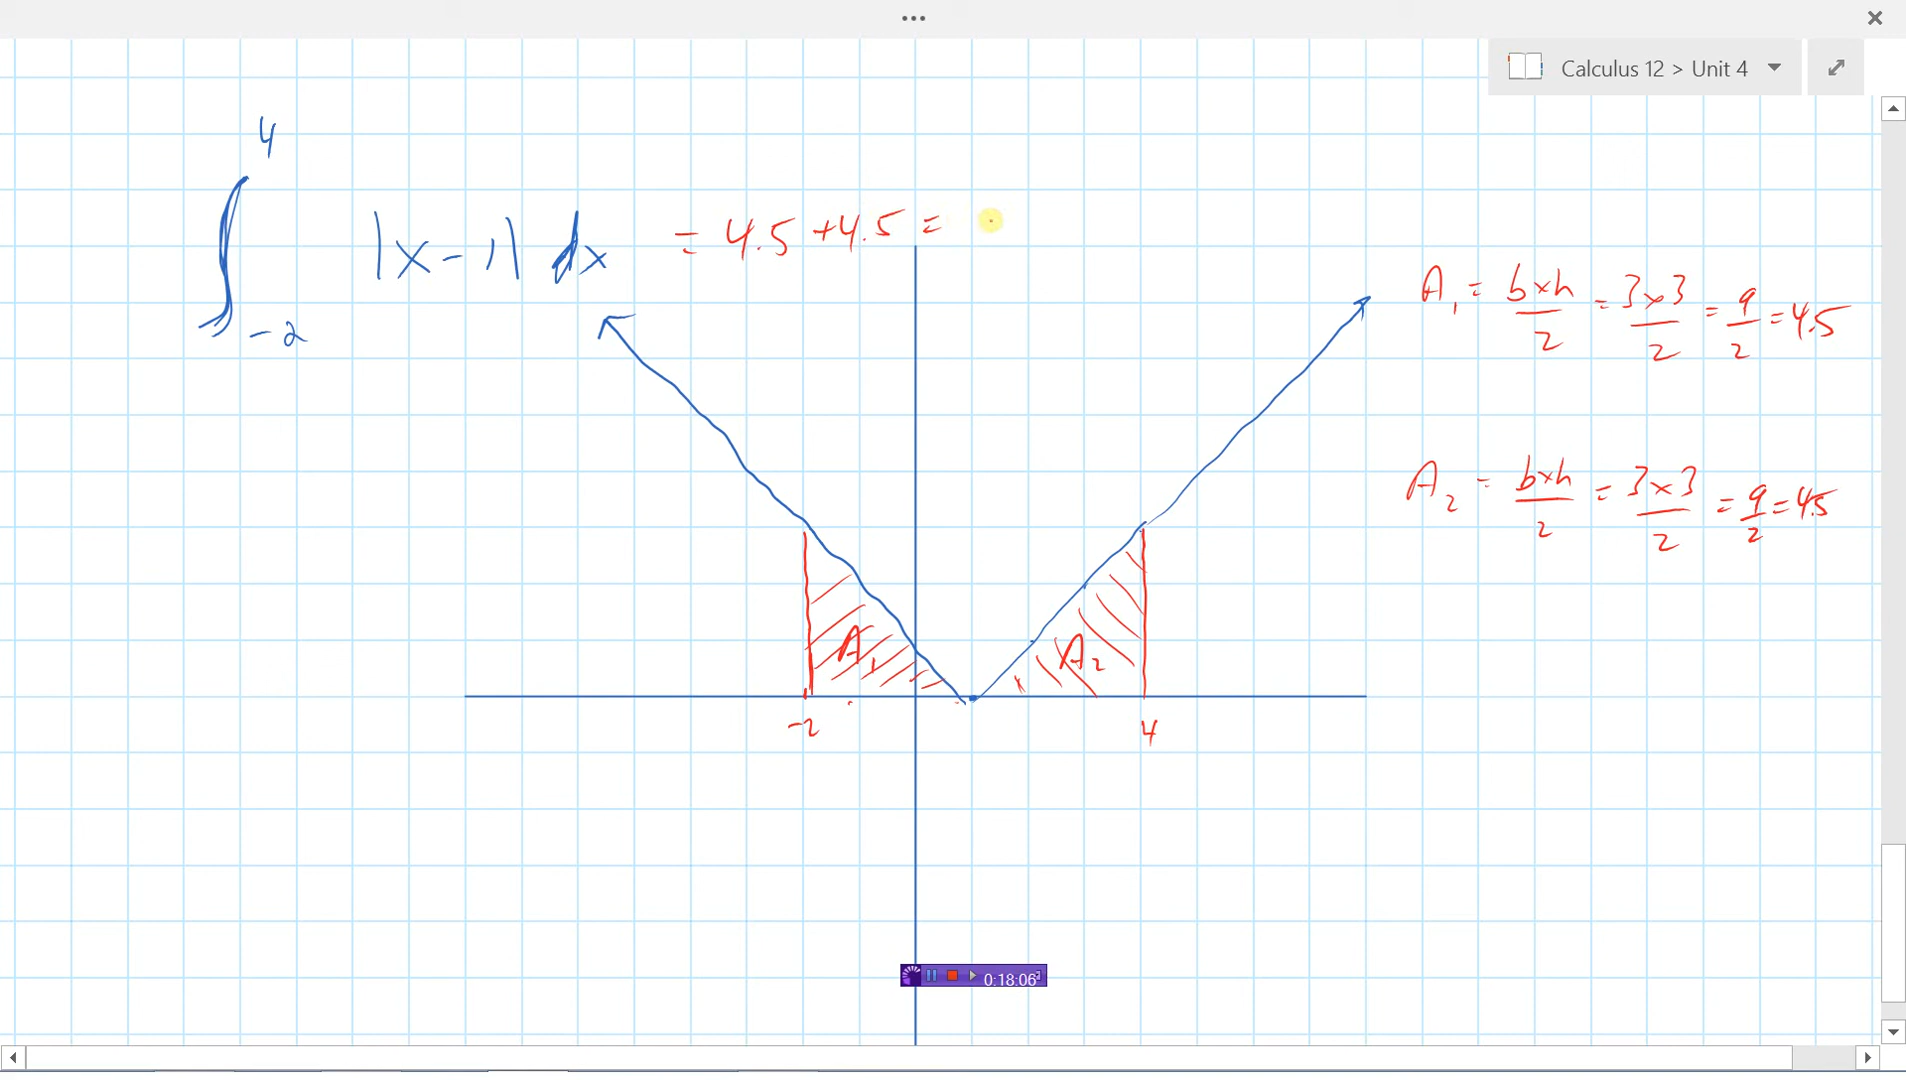 ...
Calculus 12 > Unit 4
4
∫ |x-1| dx = 4.5 + 4.5 =
-2
A₁ = b×h/2 = 3×3/2 = 9/2 = 4.5
A₂ = b×h/2 = 3×3/2 = 9/2 = 4.5
A₁ A₂
-2 4
0:18:06